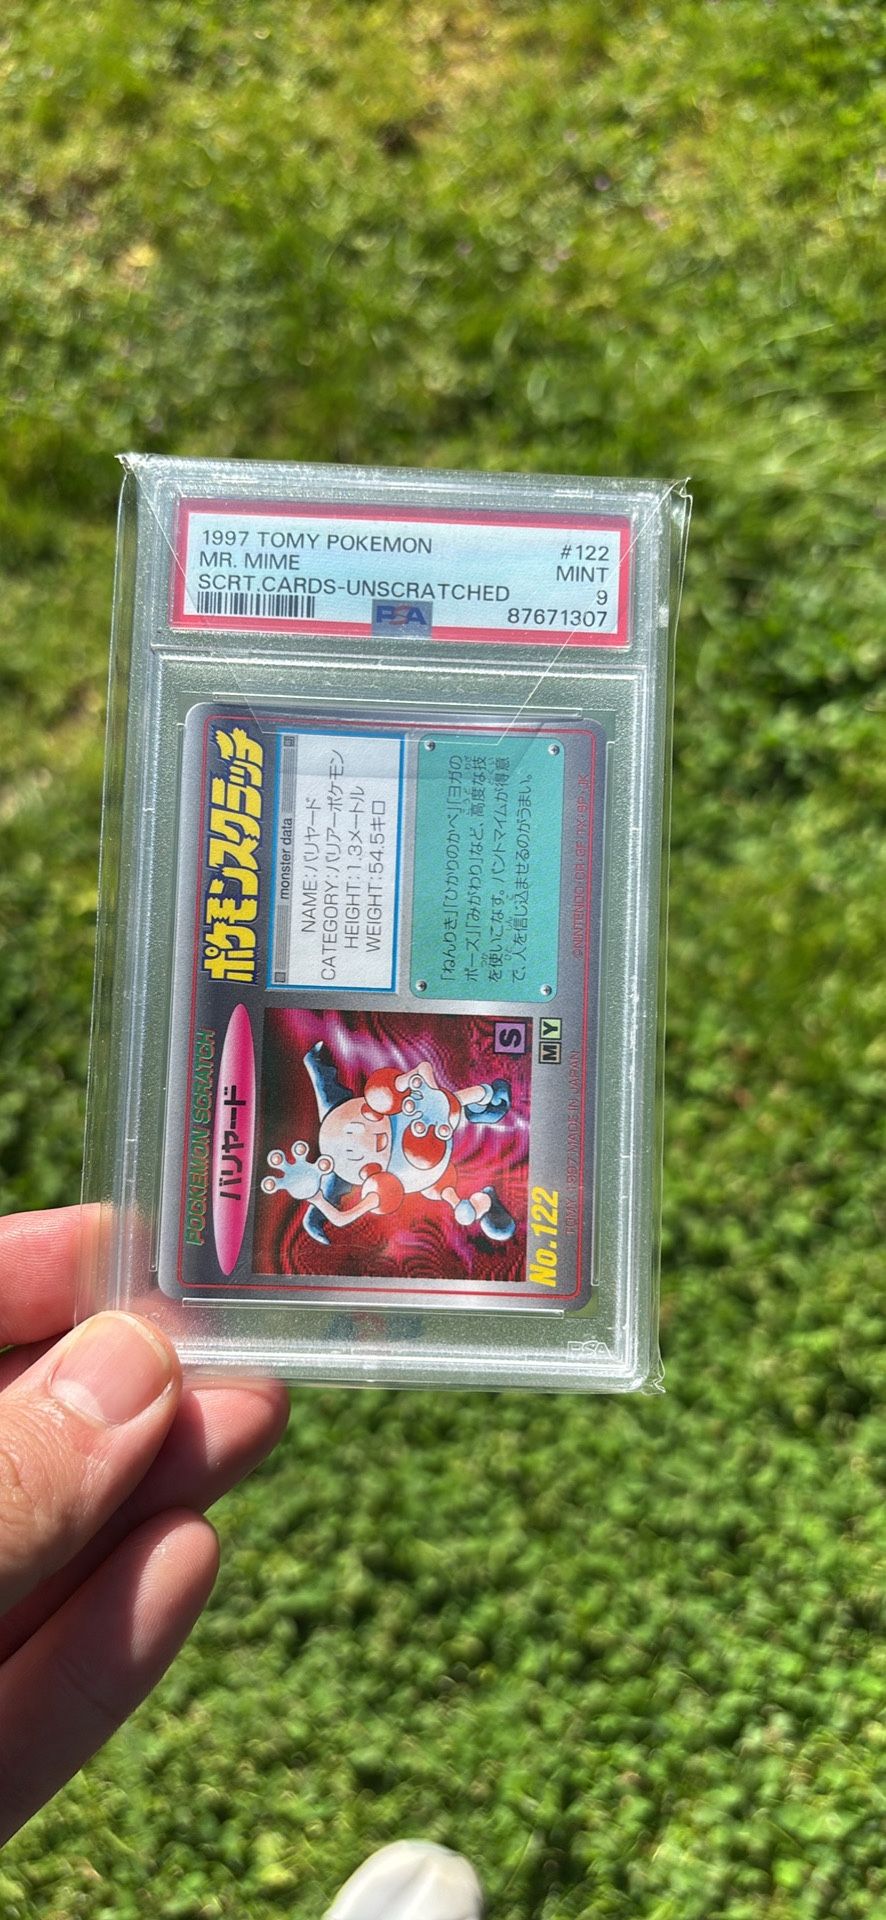 1997 TOMY POKEMON #122
MR. MIME MINT
SCRT.CARDS-UNSCRATCHED 9
PSA 87671307
POCKEMON SCRATCH
ポケモンスクラッチ
バリヤード
monster data
NAME:バリヤード
CATEGORY:バリアーポケモン
HEIGHT:1.3メートル
WEIGHT:54.5キロ
「ねんりき」「ひかりのかべ」「ヨガの
ポーズ」「みがわり」など、高度な技
を使いこなす。パントマイムが得意
で、人を信じ込ませるのがうまい。
S
M Y
No.122
TOMY 1997 MADE IN JAPAN
©NINTENDO・CR・GF・TX・SP・JK
PSA